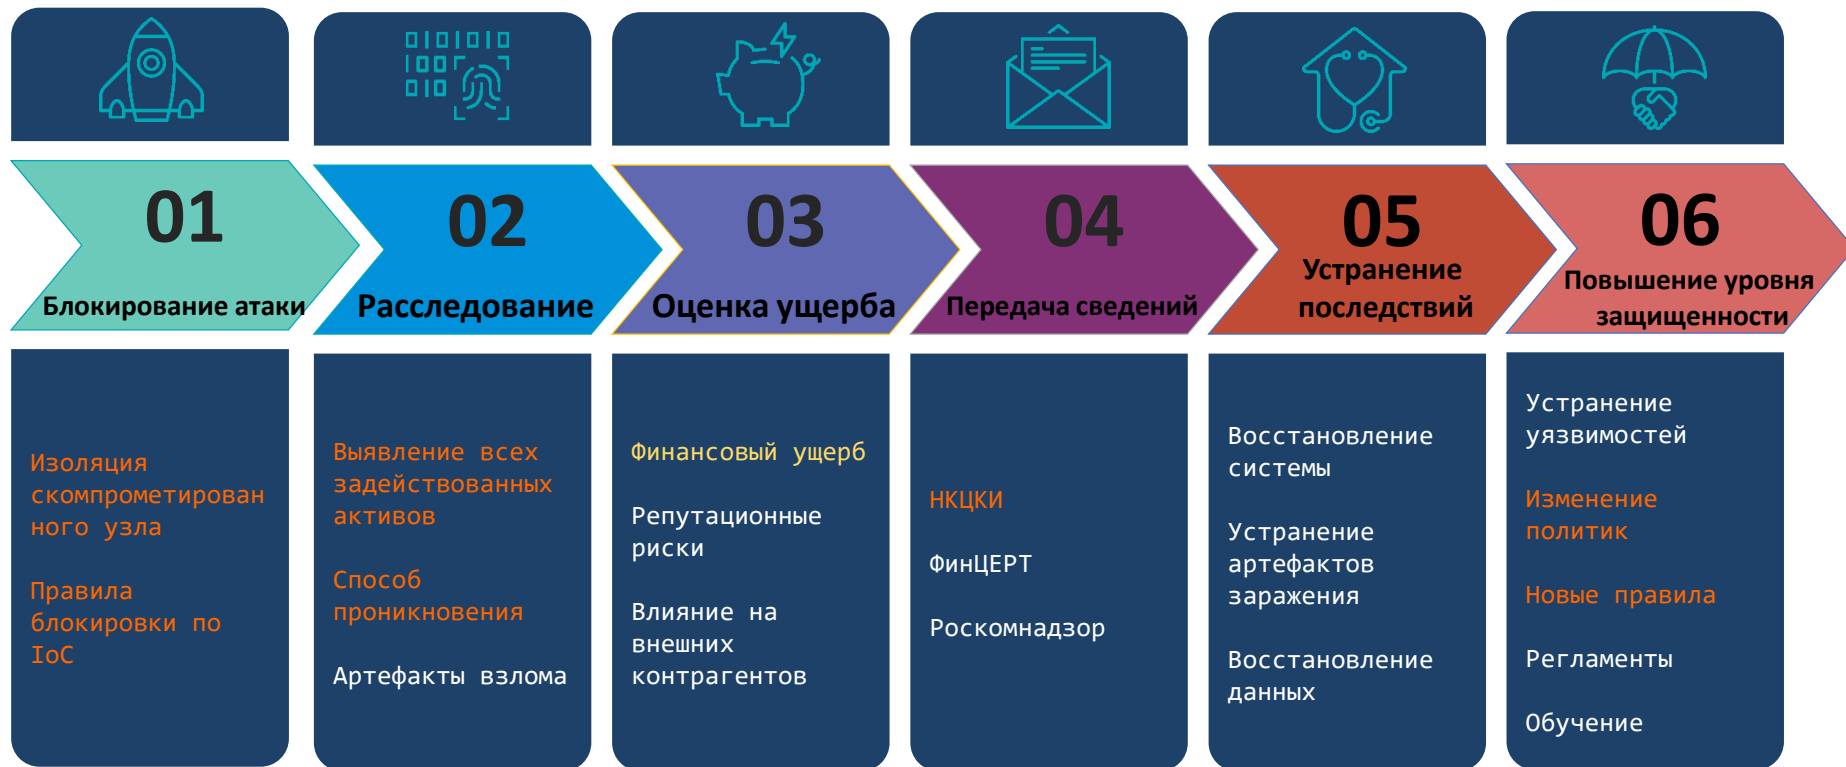 01
Блокирование атаки
Изоляция
скомпрометирован
ного узла
Правила
блокировки по
IoC
02
Расследование
Выявление всех
задействованных
активов
Способ
проникновения
Артефакты взлома
03
Оценка ущерба
Финансовый ущерб
Репутационные
риски
Влияние на
внешних
контрагентов
04
Передача сведений
НКЦКИ
ФинЦЕРТ
Роскомнадзор
05
Устранение
последствий
Восстановление
системы
Устранение
артефактов
заражения
Восстановление
данных
06
Повышение уровня
защищенности
Устранение
уязвимостей
Изменение
политик
Новые правила
Регламенты
Обучение